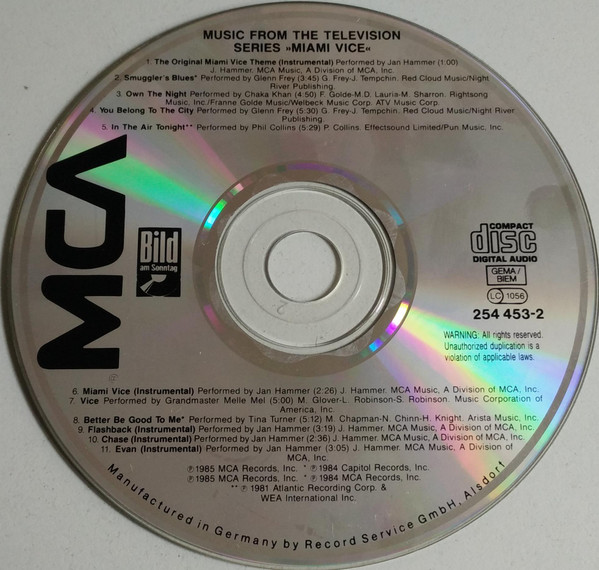 MUSIC FROM THE TELEVISION
SERIES »MIAMI VICE«
1. The Original Miami Vice Theme (Instrumental) Performed by Jan Hammer (1:00)
J. Hammer. MCA Music, A Division of MCA, Inc.
2. Smuggler's Blues* Performed by Glenn Frey (3:45) G. Frey-J. Tempchin. Red Cloud Music/Night
River Publishing.
3. Own The Night Performed by Chaka Khan (4:50) F. Golde-M.D. Lauria-M. Sharron. Rightsong
Music, Inc./Franne Golde Music/Welbeck Music Corp. ATV Music Corp.
4. You Belong To The City Performed by Glenn Frey (5:30) G. Frey-J. Tempchin. Red Cloud Music/Night River
Publishing.
5. In The Air Tonight** Performed by Phil Collins (5:29) P. Collins. Effectsound Limited/Pun Music, Inc.
MCA
Bild
am Sonntag
COMPACT
disc
DIGITAL AUDIO
GEMA/
BIEM
LC 1056
254 453-2
WARNING: All rights reserved.
Unauthorized duplication is a
violation of applicable laws.
2
6. Miami Vice (Instrumental) Performed by Jan Hammer (2:26) J. Hammer. MCA Music, A Division of MCA, Inc.
7. Vice Performed by Grandmaster Melle Mel (5:00) M. Glover-L. Robinson-S. Robinson. Music Corporation of
America, Inc.
8. Better Be Good To Me* Performed by Tina Turner (5:12) M. Chapman-N. Chinn-H. Knight. Arista Music, Inc.
9. Flashback (Instrumental) Performed by Jan Hammer (3:19) J. Hammer. MCA Music, A Division of MCA, Inc.
10. Chase (Instrumental) Performed by Jan Hammer (2:36) J. Hammer. MCA Music, A Division of MCA, Inc.
11. Evan (Instrumental) Performed by Jan Hammer (3:05) J. Hammer. MCA Music, A Division of
MCA, Inc.
℗ 1985 MCA Records, Inc. * ℗ 1984 Capitol Records, Inc.
℗ 1985 MCA Records, Inc. * ℗ 1984 MCA Records, Inc.
** ℗ 1981 Atlantic Recording Corp. &
WEA International Inc.
Manufactured in Germany by Record Service GmbH, Alsdorf